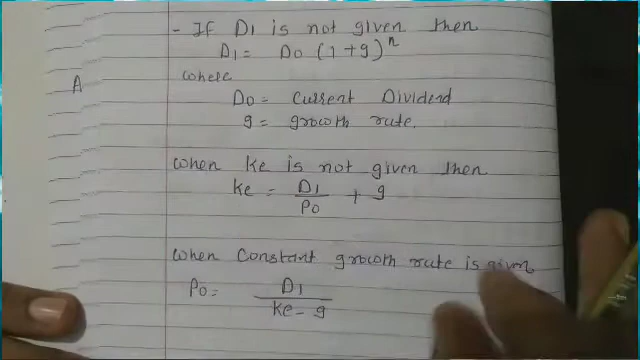 - If D1 is not given then
D1 = D0 (1+g)^n
A
where
D0 = Current Dividend
g = growth rate.
when ke is not given then
ke = D1/P0 + g
when Constant growth rate is given
P0 = D1/ke-g